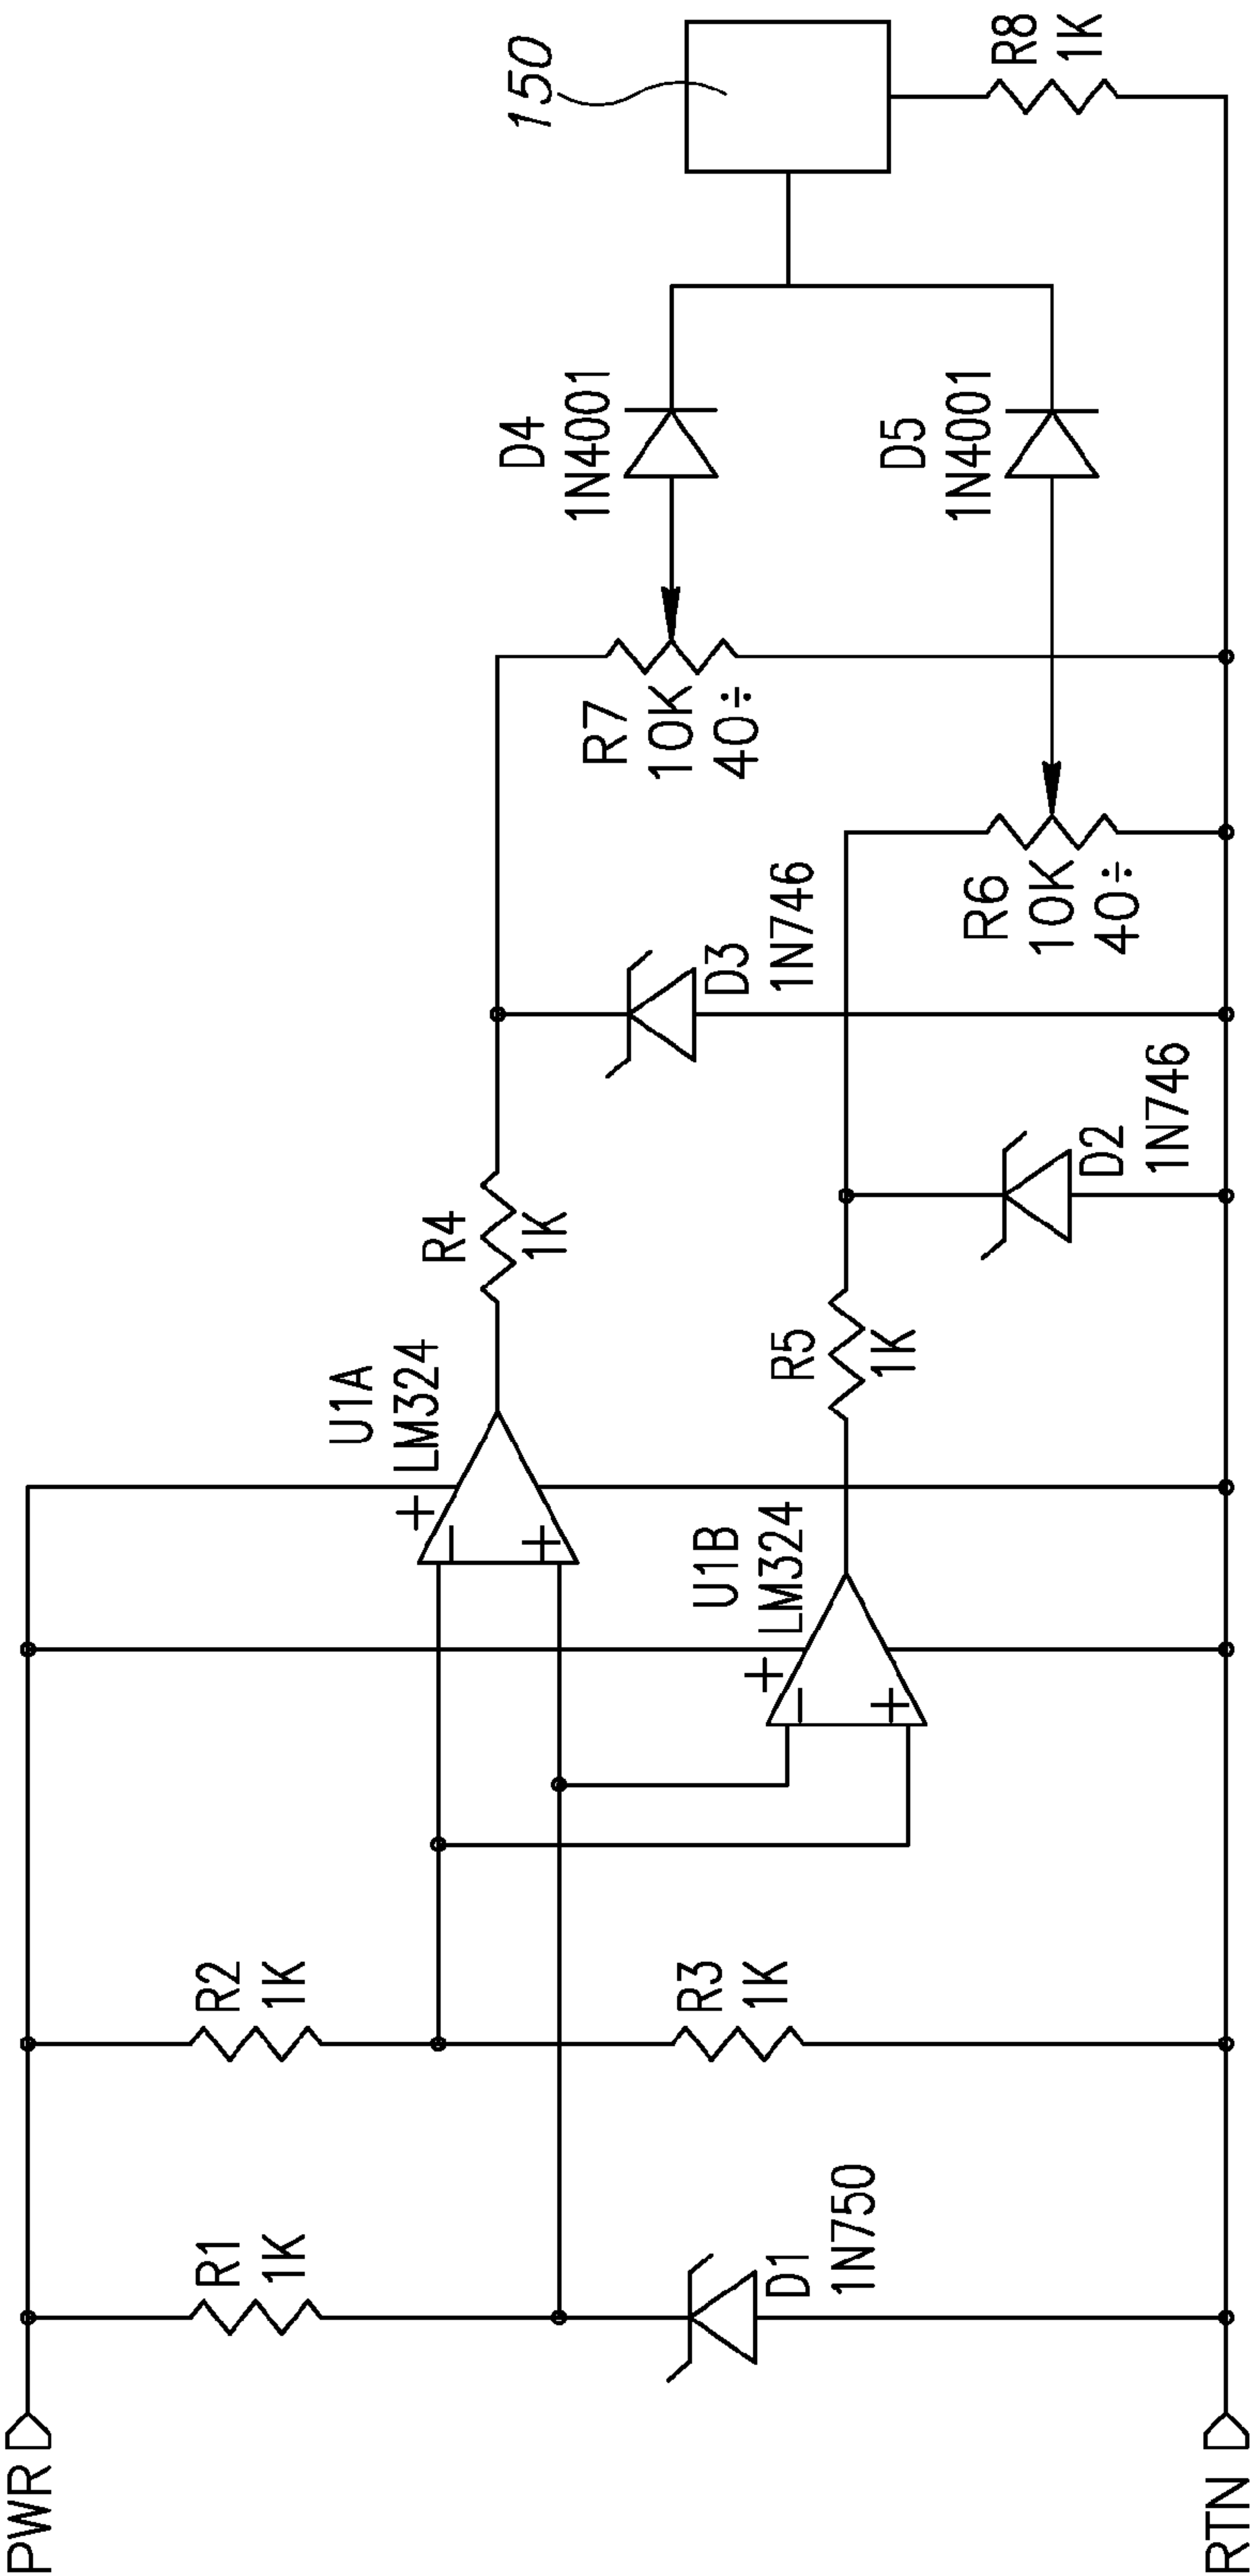 PWR
RTN
R1
1K
D1
1N750
R2
1K
R3
1K
U1A
LM324
+
−
+
U1B
LM324
+
−
+
R4
1K
R5
1K
D3
1N746
D2
1N746
R7
10K
40÷
R6
10K
40÷
D4
1N4001
D5
1N4001
150
R8
1K